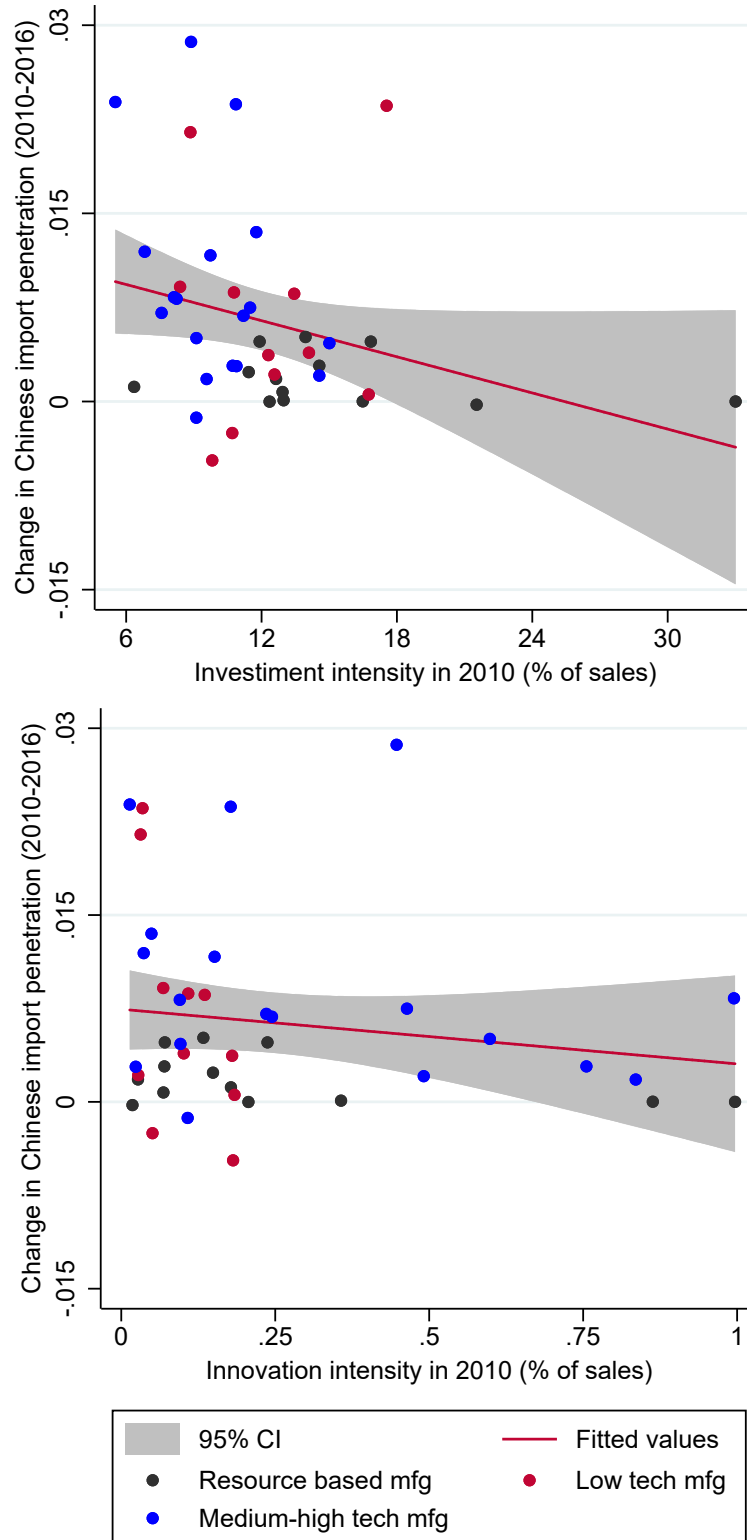 Change in Chinese import penetration (2010-2016)
.03
.015
0
-.015
6 12 18 24 30
Investiment intensity in 2010 (% of sales)
Change in Chinese import penetration (2010-2016)
.03
.015
0
-.015
0 .25 .5 .75 1
Innovation intensity in 2010 (% of sales)
95% CI Fitted values
Resource based mfg Low tech mfg
Medium-high tech mfg